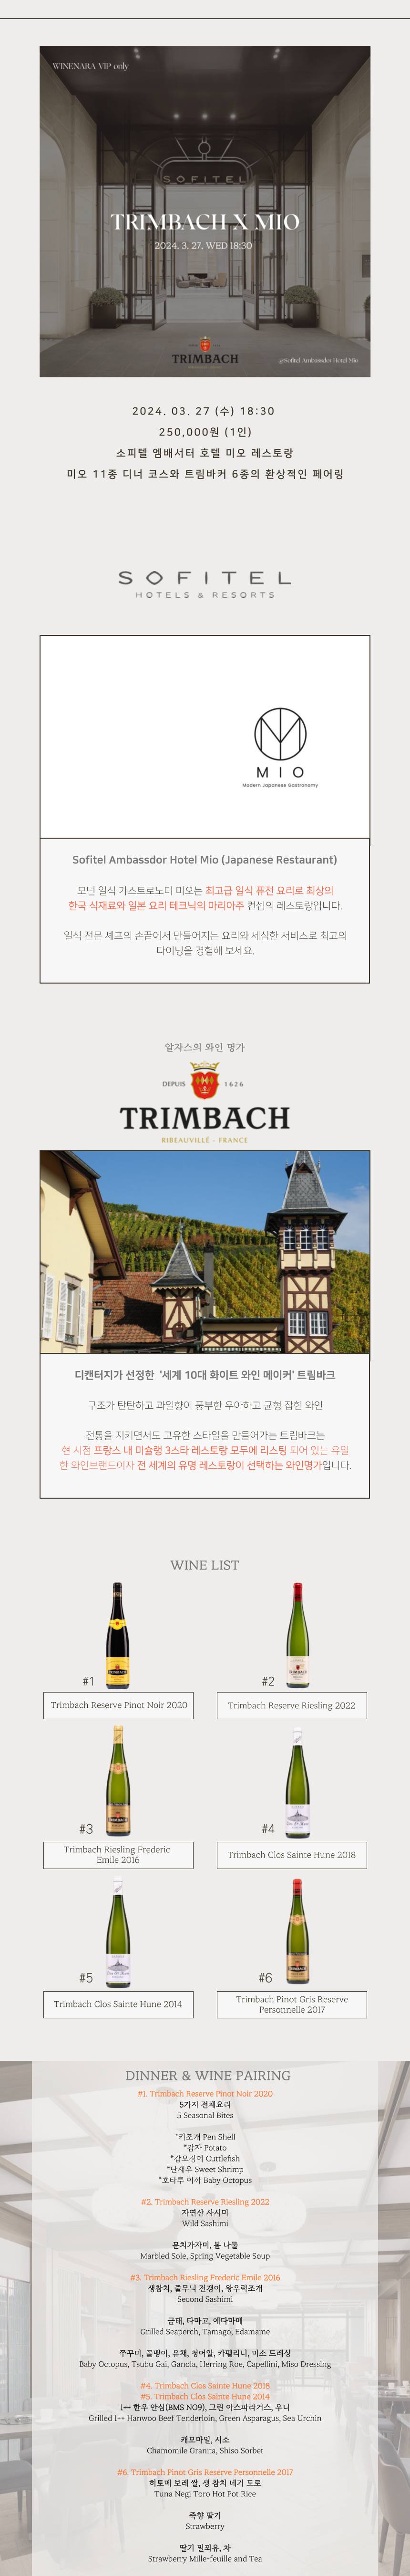 WINENARA VIP only
SOFITEL
TRIMBACH X MIO
2024. 3. 27. WED 18:30
TRIMBACH
@Sofitel Ambassdor Hotel Mio
2024. 03. 27 (수) 18:30
250,000원 (1인)
소피텔 엠배서터 호텔 미오 레스토랑
미오 11종 디너 코스와 트림바커 6종의 환상적인 페어링
SOFITEL
HOTELS & RESORTS
MIO
Modern Japanese Gastronomy
Sofitel Ambassdor Hotel Mio (Japanese Restaurant)
모던 일식 가스트로노미 미오는 최고급 일식 퓨전 요리로 최상의
한국 식재료와 일본 요리 테크닉의 마리아주 컨셉의 레스토랑입니다.
일식 전문 셰프의 손끝에서 만들어지는 요리와 세심한 서비스로 최고의
다이닝을 경험해 보세요.
알자스의 와인 명가
DEPUIS 1626
TRIMBACH
RIBEAUVILLÉ - FRANCE
디캔터지가 선정한 '세계 10대 화이트 와인 메이커' 트림바크
구조가 탄탄하고 과일향이 풍부한 우아하고 균형 잡힌 와인
전통을 지키면서도 고유한 스타일을 만들어가는 트림바크는
현 시점 프랑스 내 미슐랭 3스타 레스토랑 모두에 리스팅 되어 있는 유일
한 와인브랜드이자 전 세계의 유명 레스토랑이 선택하는 와인명가입니다.
WINE LIST
#1
#2
Trimbach Reserve Pinot Noir 2020
Trimbach Reserve Riesling 2022
#3
#4
Trimbach Riesling Frederic
Emile 2016
Trimbach Clos Sainte Hune 2018
#5
#6
Trimbach Clos Sainte Hune 2014
Trimbach Pinot Gris Reserve
Personnelle 2017
DINNER & WINE PAIRING
#1. Trimbach Reserve Pinot Noir 2020
5가지 전채요리
5 Seasonal Bites
*키조개 Pen Shell
*감자 Potato
*갑오징어 Cuttlefish
*단새우 Sweet Shrimp
*호타루 이까 Baby Octopus
#2. Trimbach Reserve Riesling 2022
자연산 사시미
Wild Sashimi
문치가자미, 봄 나물
Marbled Sole, Spring Vegetable Soup
#3. Trimbach Riesling Frederic Emile 2016
생참치, 줄무늬 전갱이, 왕우럭조개
Second Sashimi
금태, 타마고, 에다마메
Grilled Seaperch, Tamago, Edamame
쭈꾸미, 골뱅이, 유채, 청어알, 카펠리니, 미소 드레싱
Baby Octopus, Tsubu Gai, Ganola, Herring Roe, Capellini, Miso Dressing
#4. Trimbach Clos Sainte Hune 2018
#5. Trimbach Clos Sainte Hune 2014
1++ 한우 안심(BMS NO9), 그린 아스파라거스, 우니
Grilled 1++ Hanwoo Beef Tenderloin, Green Asparagus, Sea Urchin
캐모마일, 시소
Chamomile Granita, Shiso Sorbet
#6. Trimbach Pinot Gris Reserve Personnelle 2017
히토메 보레 쌀, 생 참치 네기 도로
Tuna Negi Toro Hot Pot Rice
죽향 딸기
Strawberry
딸기 밀푀유, 차
Strawberry Mille-feuille and Tea